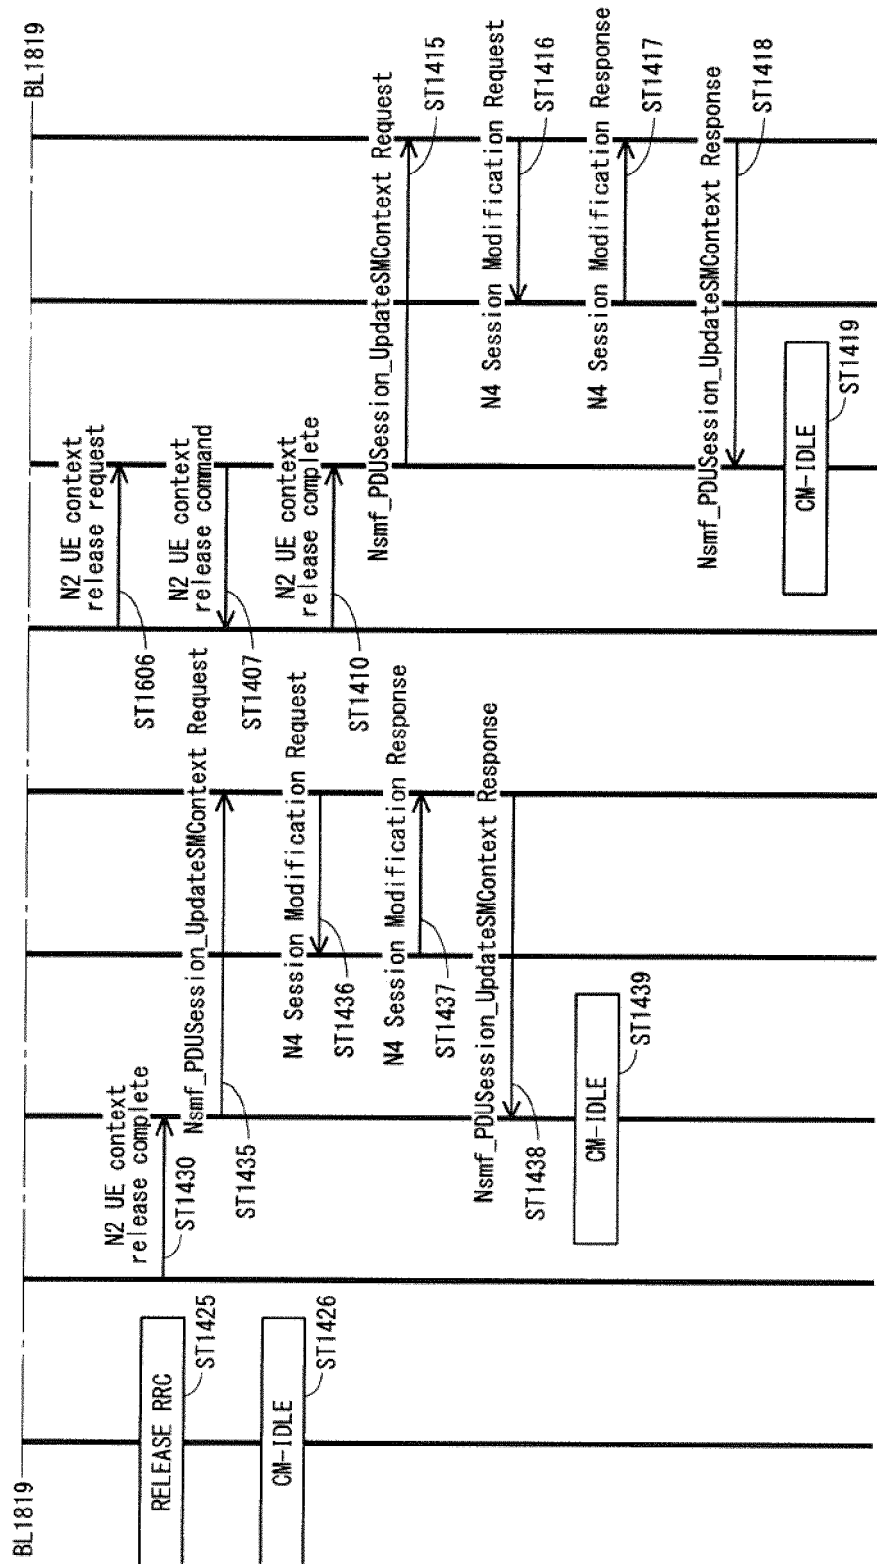 BL1819
BL1819
RELEASE RRC
ST1425
CM-IDLE
ST1426
N2 UE context
release complete
ST1430
Nsmf_PDUSession_UpdateSMContext Request
ST1435
N4 Session Modification Request
ST1436
N4 Session Modification Response
ST1437
Nsmf_PDUSession_UpdateSMContext Response
ST1438
CM-IDLE
ST1439
N2 UE context
release request
ST1606
N2 UE context
release command
ST1407
N2 UE context
release complete
ST1410
Nsmf_PDUSession_UpdateSMContext Request
ST1415
N4 Session Modification Request
ST1416
N4 Session Modification Response
ST1417
Nsmf_PDUSession_UpdateSMContext Response
ST1418
CM-IDLE
ST1419